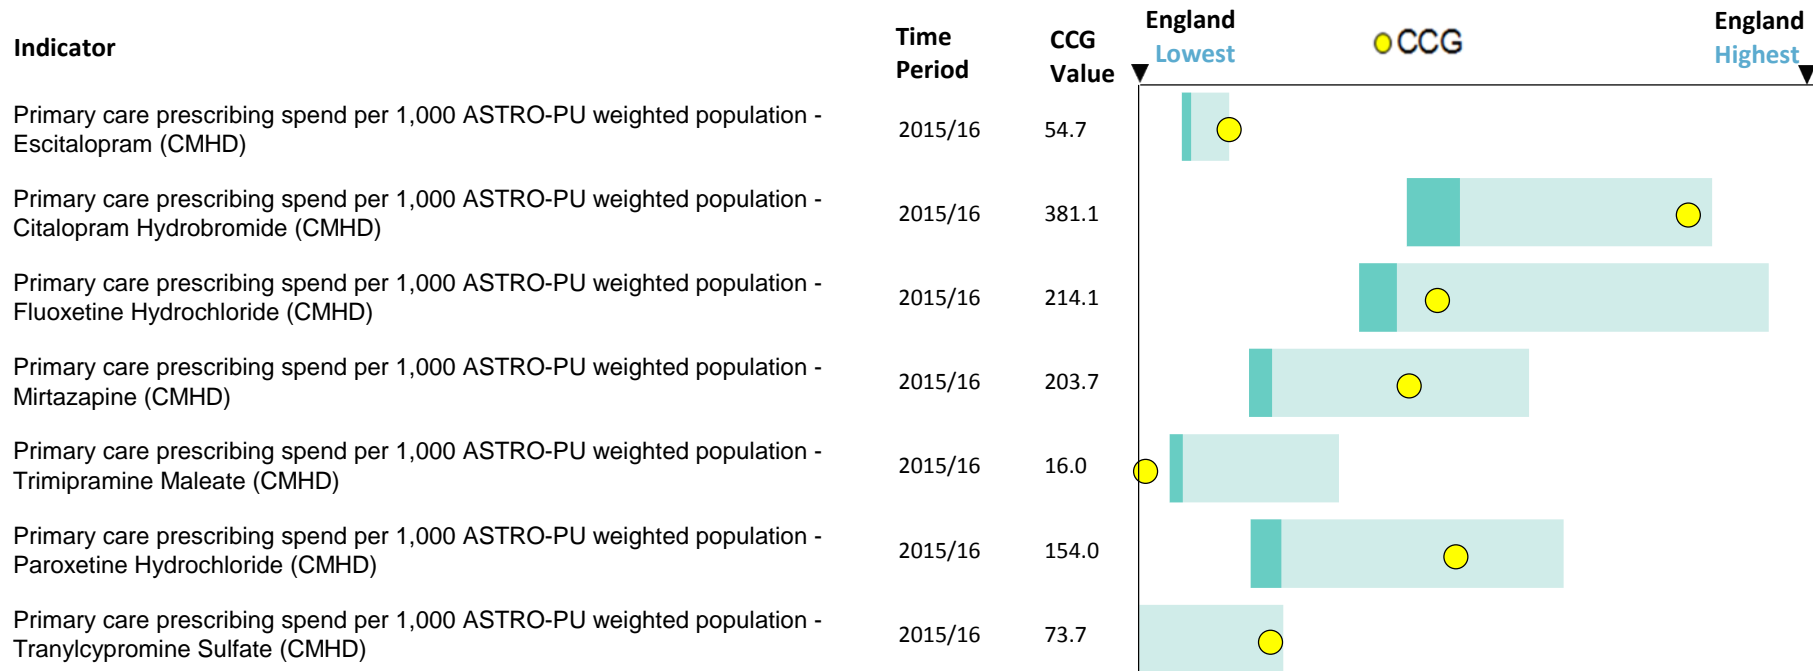 Indicator
Time Period
CCG Value
England Lowest
CCG
England Highest
Primary care prescribing spend per 1,000 ASTRO-PU weighted population -
Escitalopram (CMHD)
2015/16
54.7
Primary care prescribing spend per 1,000 ASTRO-PU weighted population -
Citalopram Hydrobromide (CMHD)
2015/16
381.1
Primary care prescribing spend per 1,000 ASTRO-PU weighted population -
Fluoxetine Hydrochloride (CMHD)
2015/16
214.1
Primary care prescribing spend per 1,000 ASTRO-PU weighted population -
Mirtazapine (CMHD)
2015/16
203.7
Primary care prescribing spend per 1,000 ASTRO-PU weighted population -
Trimipramine Maleate (CMHD)
2015/16
16.0
Primary care prescribing spend per 1,000 ASTRO-PU weighted population -
Paroxetine Hydrochloride (CMHD)
2015/16
154.0
Primary care prescribing spend per 1,000 ASTRO-PU weighted population -
Tranylcypromine Sulfate (CMHD)
2015/16
73.7